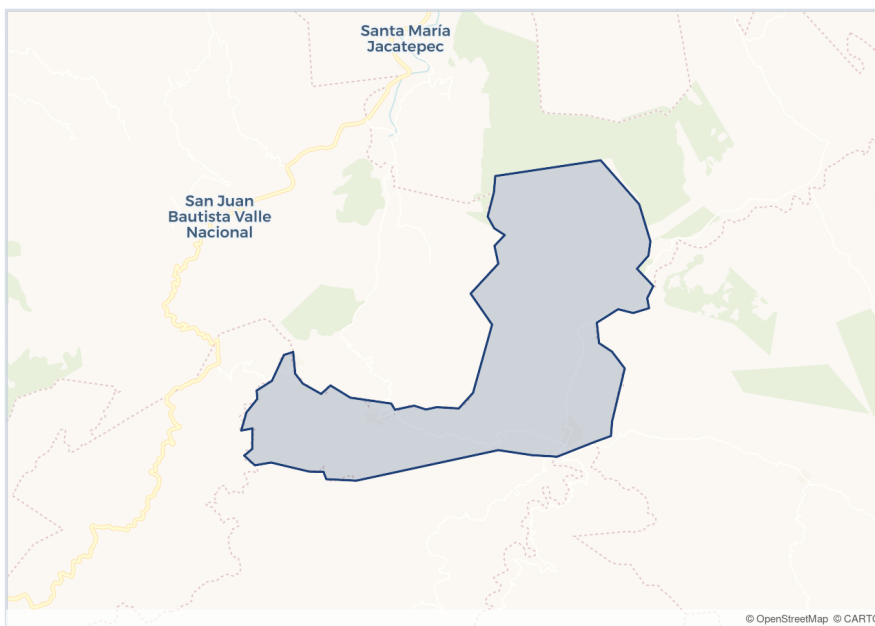 Santa María
Jacatepec
San Juan
Bautista Valle
Nacional
© OpenStreetMap © CARTO